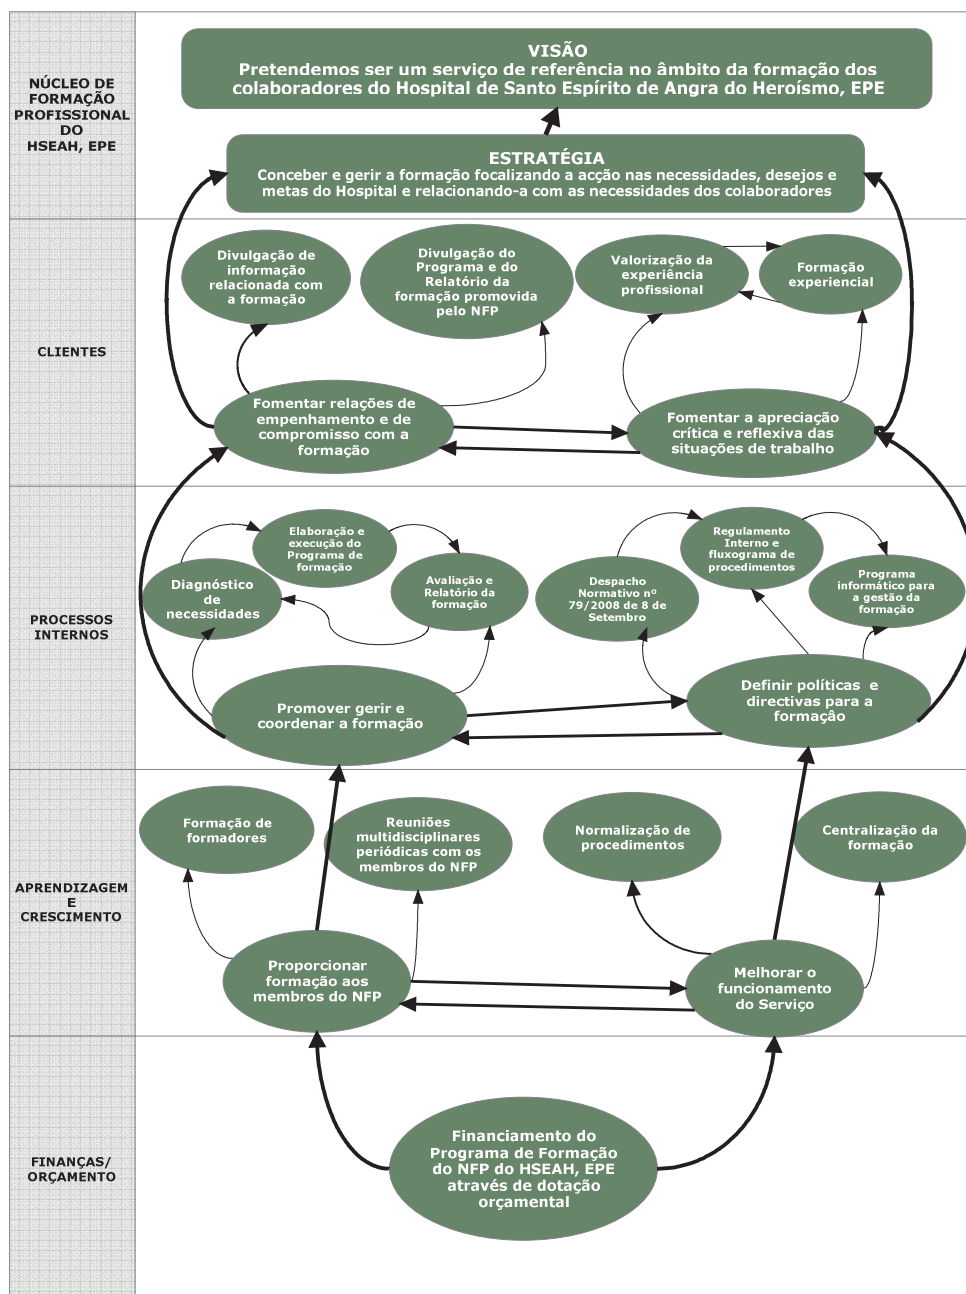 NÚCLEO DE
FORMAÇÃO
PROFISSIONAL
DO
HSEAH, EPE
VISÃO
Pretendemos ser um serviço de referência no âmbito da formação dos
colaboradores do Hospital de Santo Espírito de Angra do Heroísmo, EPE
ESTRATÉGIA
Conceber e gerir a formação focalizando a acção nas necessidades, desejos e
metas do Hospital e relacionando-a com as necessidades dos colaboradores
CLIENTES
Divulgação de
informação
relacionada com
a formação
Divulgação do
Programa e do
Relatório da
formação promovida
pelo NFP
Valorização da
experiência
profissional
Formação
experiencial
Fomentar relações de
empenhamento e de
compromisso com a
formação
Fomentar a apreciação
crítica e reflexiva das
situações de trabalho
PROCESSOS
INTERNOS
Diagnóstico
de
necessidades
Elaboração e
execução do
Programa de
formação
Avaliação e
Relatório da
formação
Despacho
Normativo nº
79/2008 de 8 de
Setembro
Regulamento
Interno e
fluxograma de
procedimentos
Programa
informático para
a gestão da
formação
Promover gerir e
coordenar a formação
Definir políticas e
directivas para a
formaçâo
APRENDIZAGEM
E
CRESCIMENTO
Formação de
formadores
Reuniões
multidisciplinares
periódicas com os
membros do NFP
Normalização de
procedimentos
Centralização da
formação
Proporcionar
formação aos
membros do NFP
Melhorar o
funcionamento
do Serviço
FINANÇAS/
ORÇAMENTO
Financiamento do
Programa de Formação
do NFP do HSEAH, EPE
através de dotação
orçamental